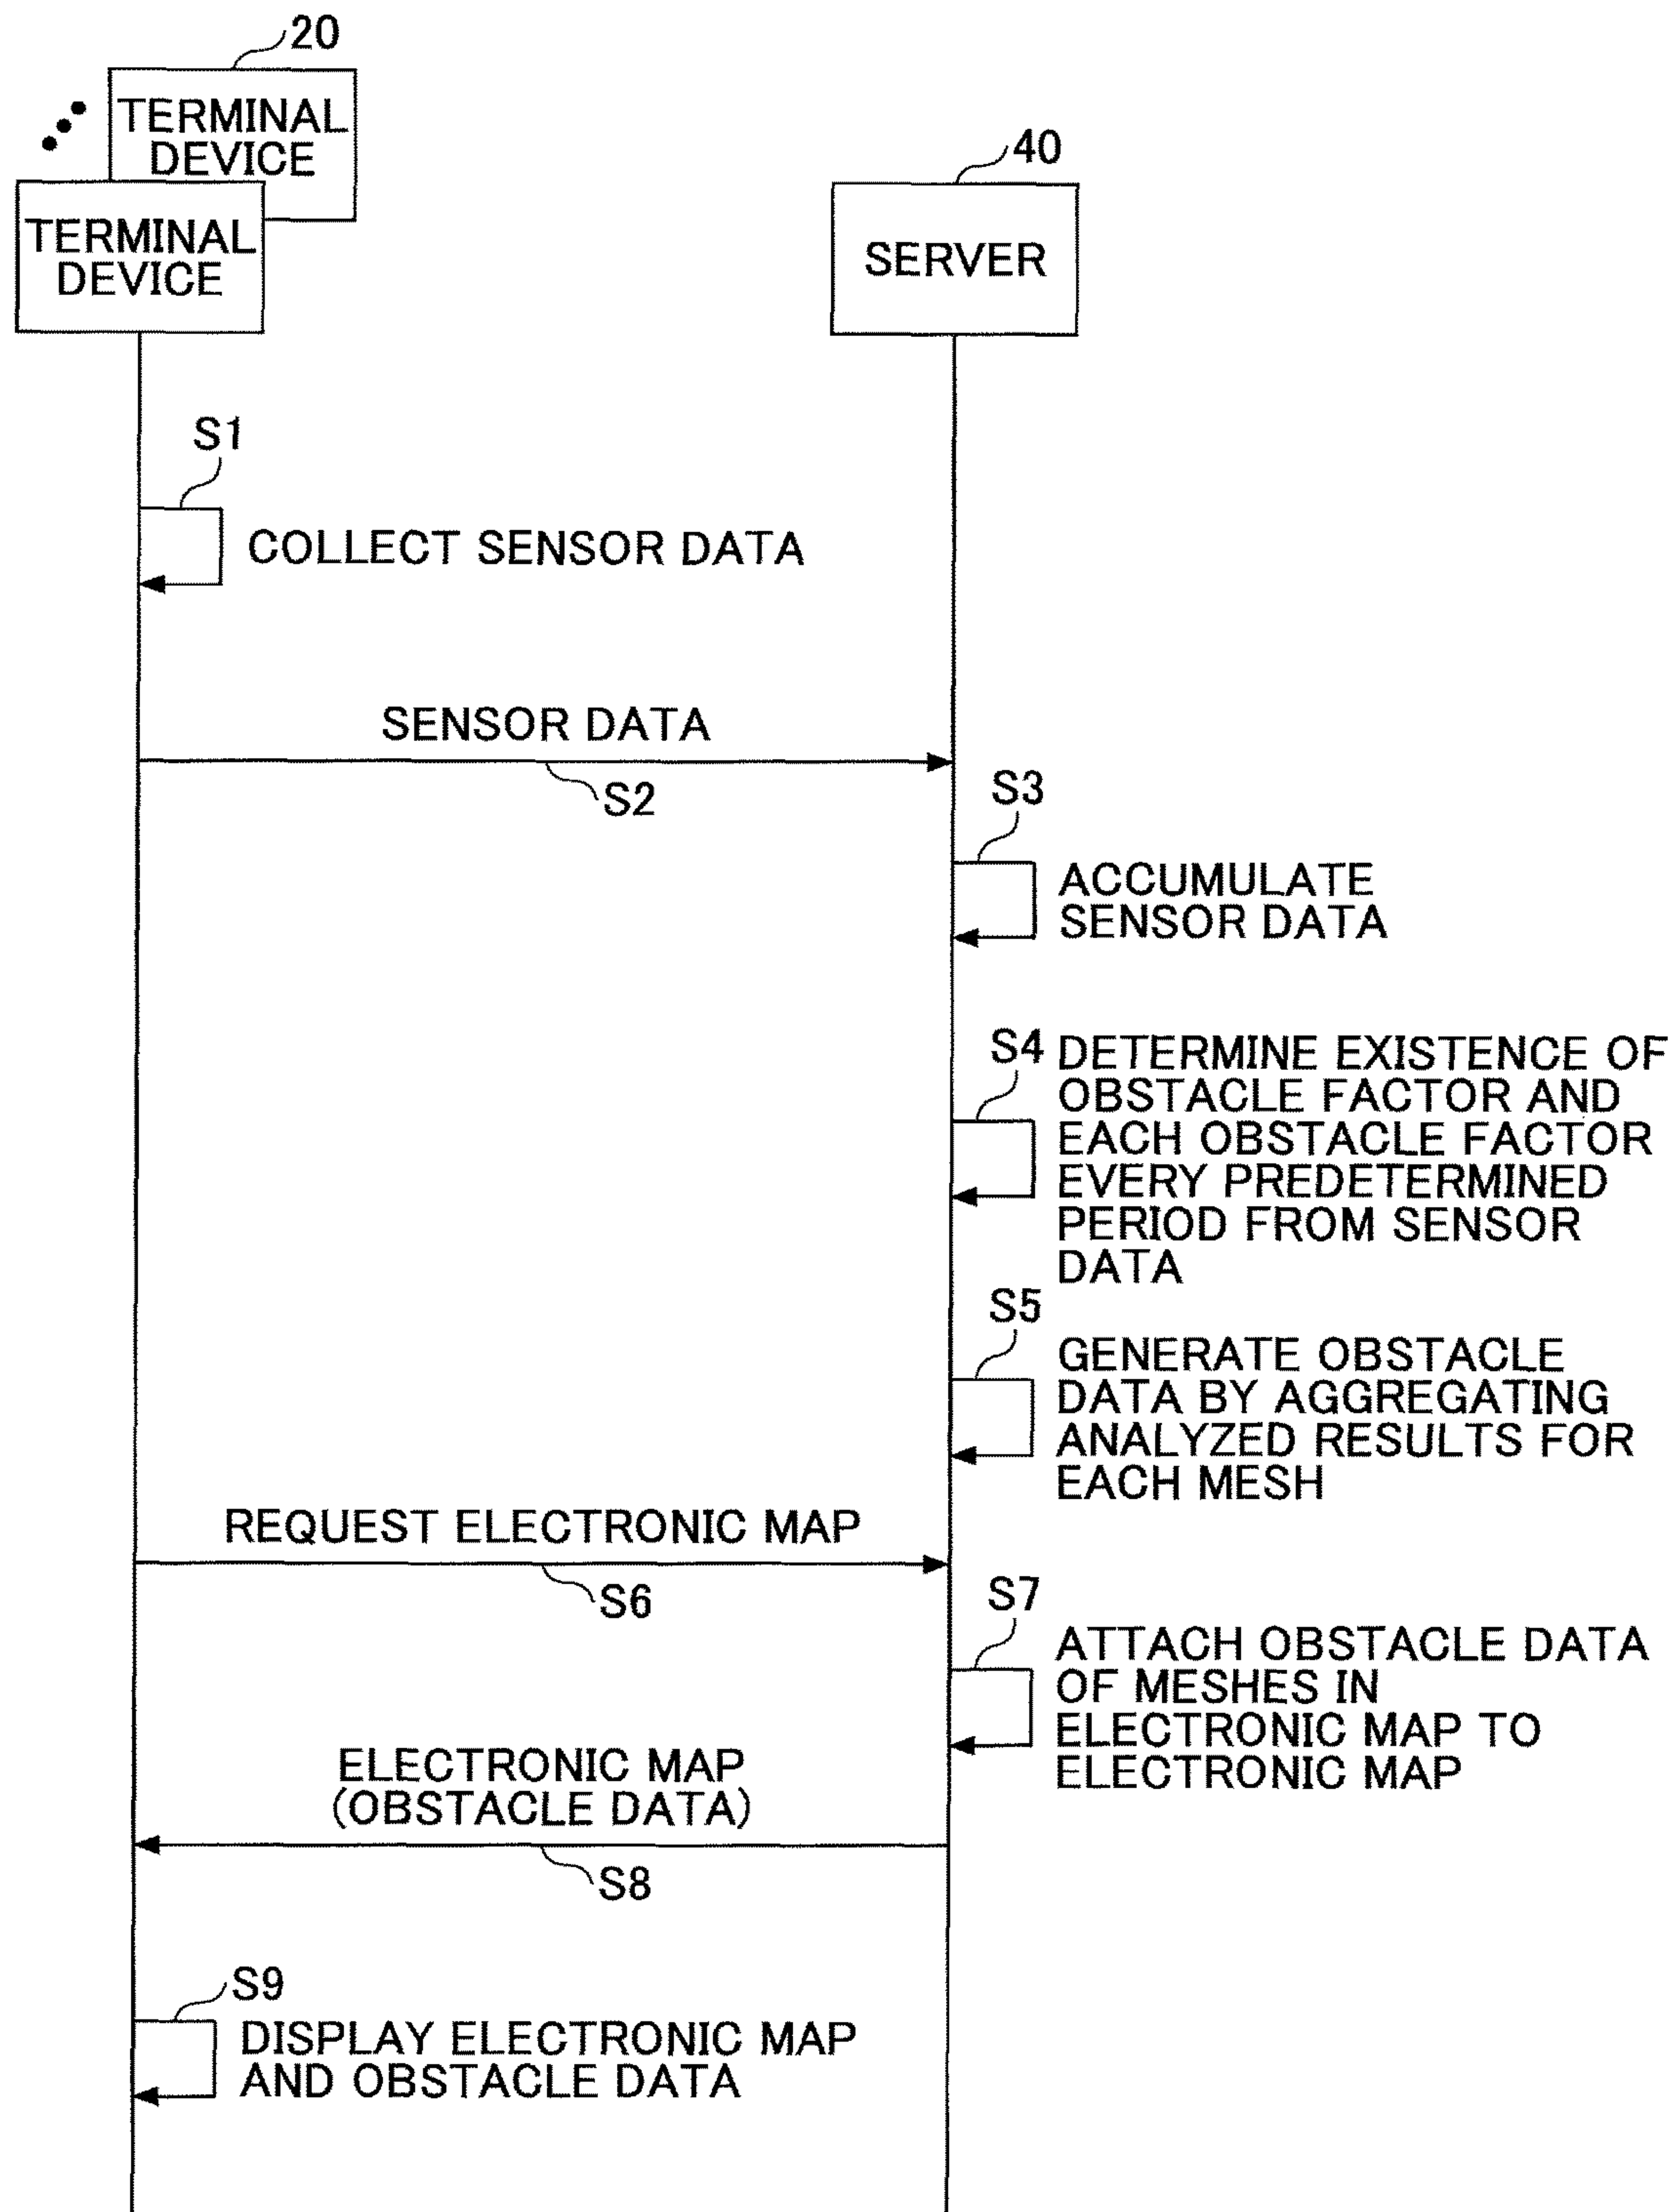 20
TERMINAL
DEVICE
TERMINAL
DEVICE
40
SERVER
S1
COLLECT SENSOR DATA
SENSOR DATA
S2
S3
ACCUMULATE
SENSOR DATA
S4
DETERMINE EXISTENCE OF
OBSTACLE FACTOR AND
EACH OBSTACLE FACTOR
EVERY PREDETERMINED
PERIOD FROM SENSOR
DATA
S5
GENERATE OBSTACLE
DATA BY AGGREGATING
ANALYZED RESULTS FOR
EACH MESH
REQUEST ELECTRONIC MAP
S6
S7
ATTACH OBSTACLE DATA
OF MESHES IN
ELECTRONIC MAP TO
ELECTRONIC MAP
ELECTRONIC MAP
(OBSTACLE DATA)
S8
S9
DISPLAY ELECTRONIC MAP
AND OBSTACLE DATA